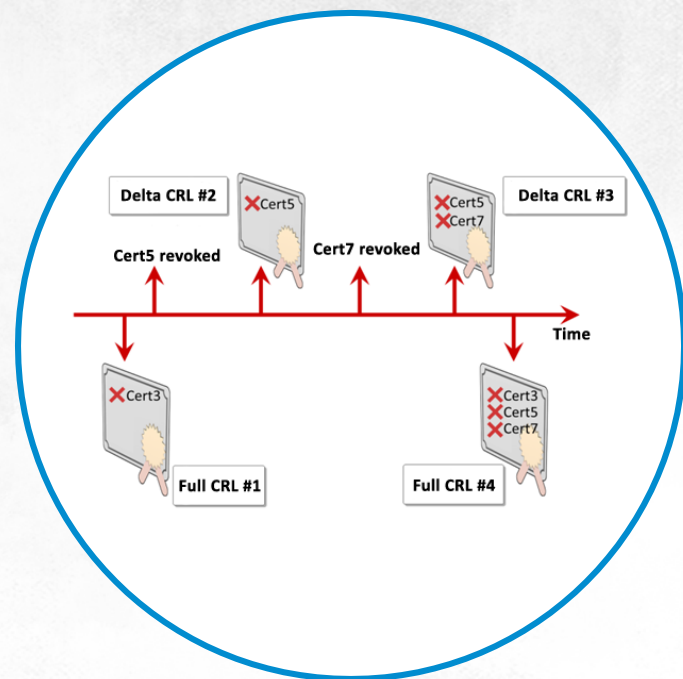 Delta CRL #2
Cert5
Cert5
Cert7
Delta CRL #3
Cert5 revoked
Cert7 revoked
Time
Cert3
Full CRL #1
Cert3
Cert5
Cert7
Full CRL #4